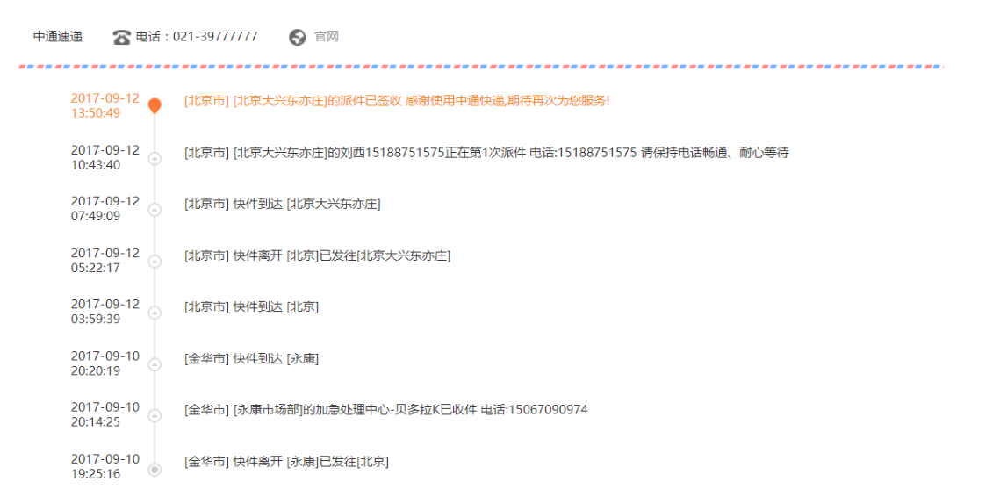 中通速递 电话：021-39777777 官网
2017-09-12
13:50:49
[北京市] [北京大兴东亦庄]的派件已签收 感谢使用中通快递,期待再次为您服务!
2017-09-12
10:43:40
[北京市] [北京大兴东亦庄]的刘西15188751575正在第1次派件 电话:15188751575 请保持电话畅通、耐心等待
2017-09-12
07:49:09
[北京市] 快件到达 [北京大兴东亦庄]
2017-09-12
05:22:17
[北京市] 快件离开 [北京]已发往[北京大兴东亦庄]
2017-09-12
03:59:39
[北京市] 快件到达 [北京]
2017-09-10
20:20:19
[金华市] 快件到达 [永康]
2017-09-10
20:14:25
[金华市] [永康市场部]的加急处理中心-贝多拉K已收件 电话:15067090974
2017-09-10
19:25:16
[金华市] 快件离开 [永康]已发往[北京]